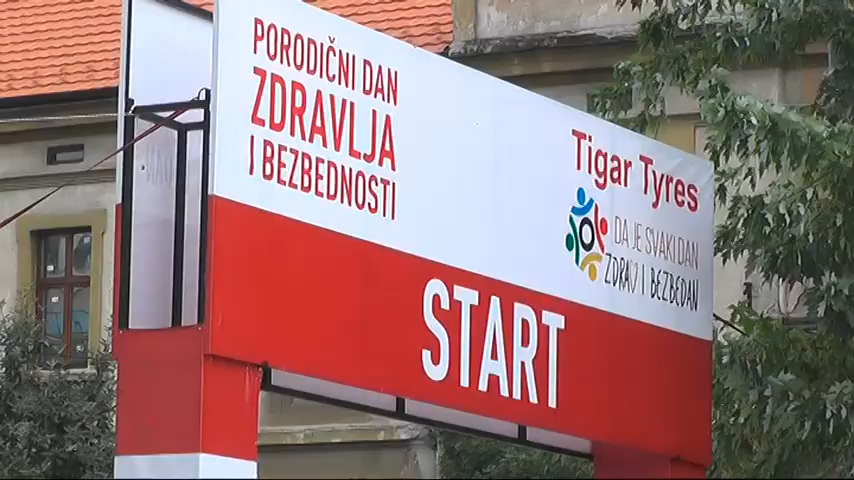 PORODIČNI DAN
ZDRAVLJA
I BEZBEDNOSTI
Tigar Tyres
DA JE SVAKI DAN
ZDRAV I BEZBEDAN
START